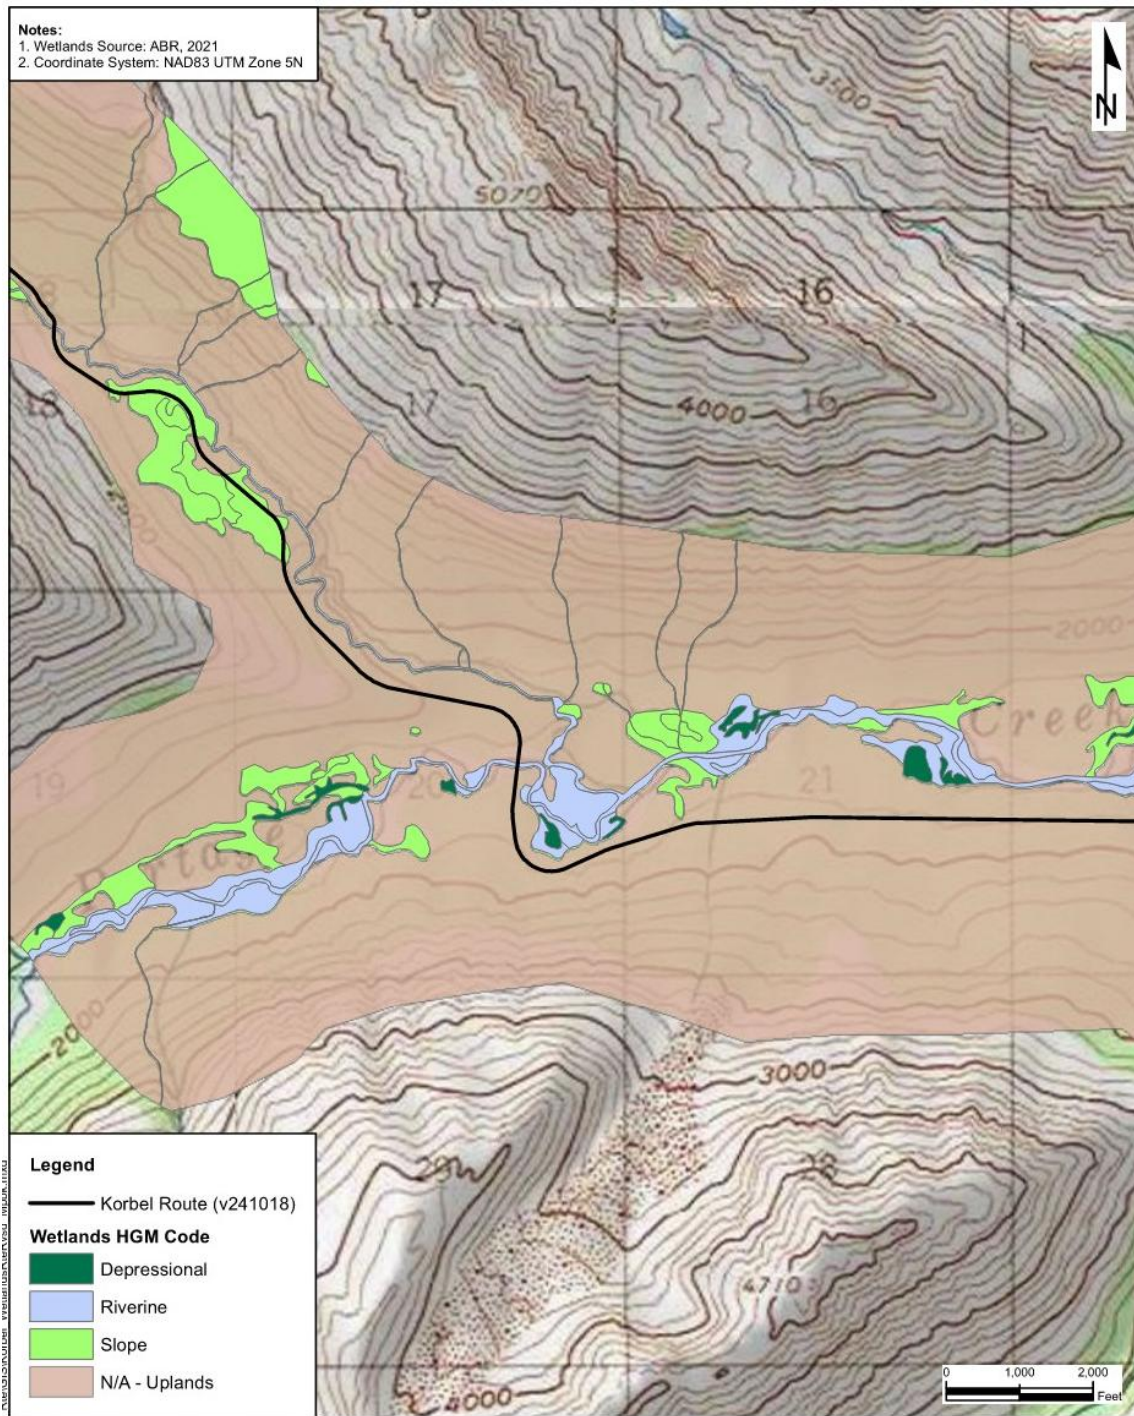 Notes:
1. Wetlands Source: ABR, 2021
2. Coordinate System: NAD83 UTM Zone 5N
N
3500
5070
17
16
18
17
4000
16
2000
Creek
19
20
21
Portage
2000
3000
4710
4000
Legend
Korbel Route (v241018)
Wetlands HGM Code
Depressional
Riverine
Slope
N/A - Uplands
0 1,000 2,000
Feet